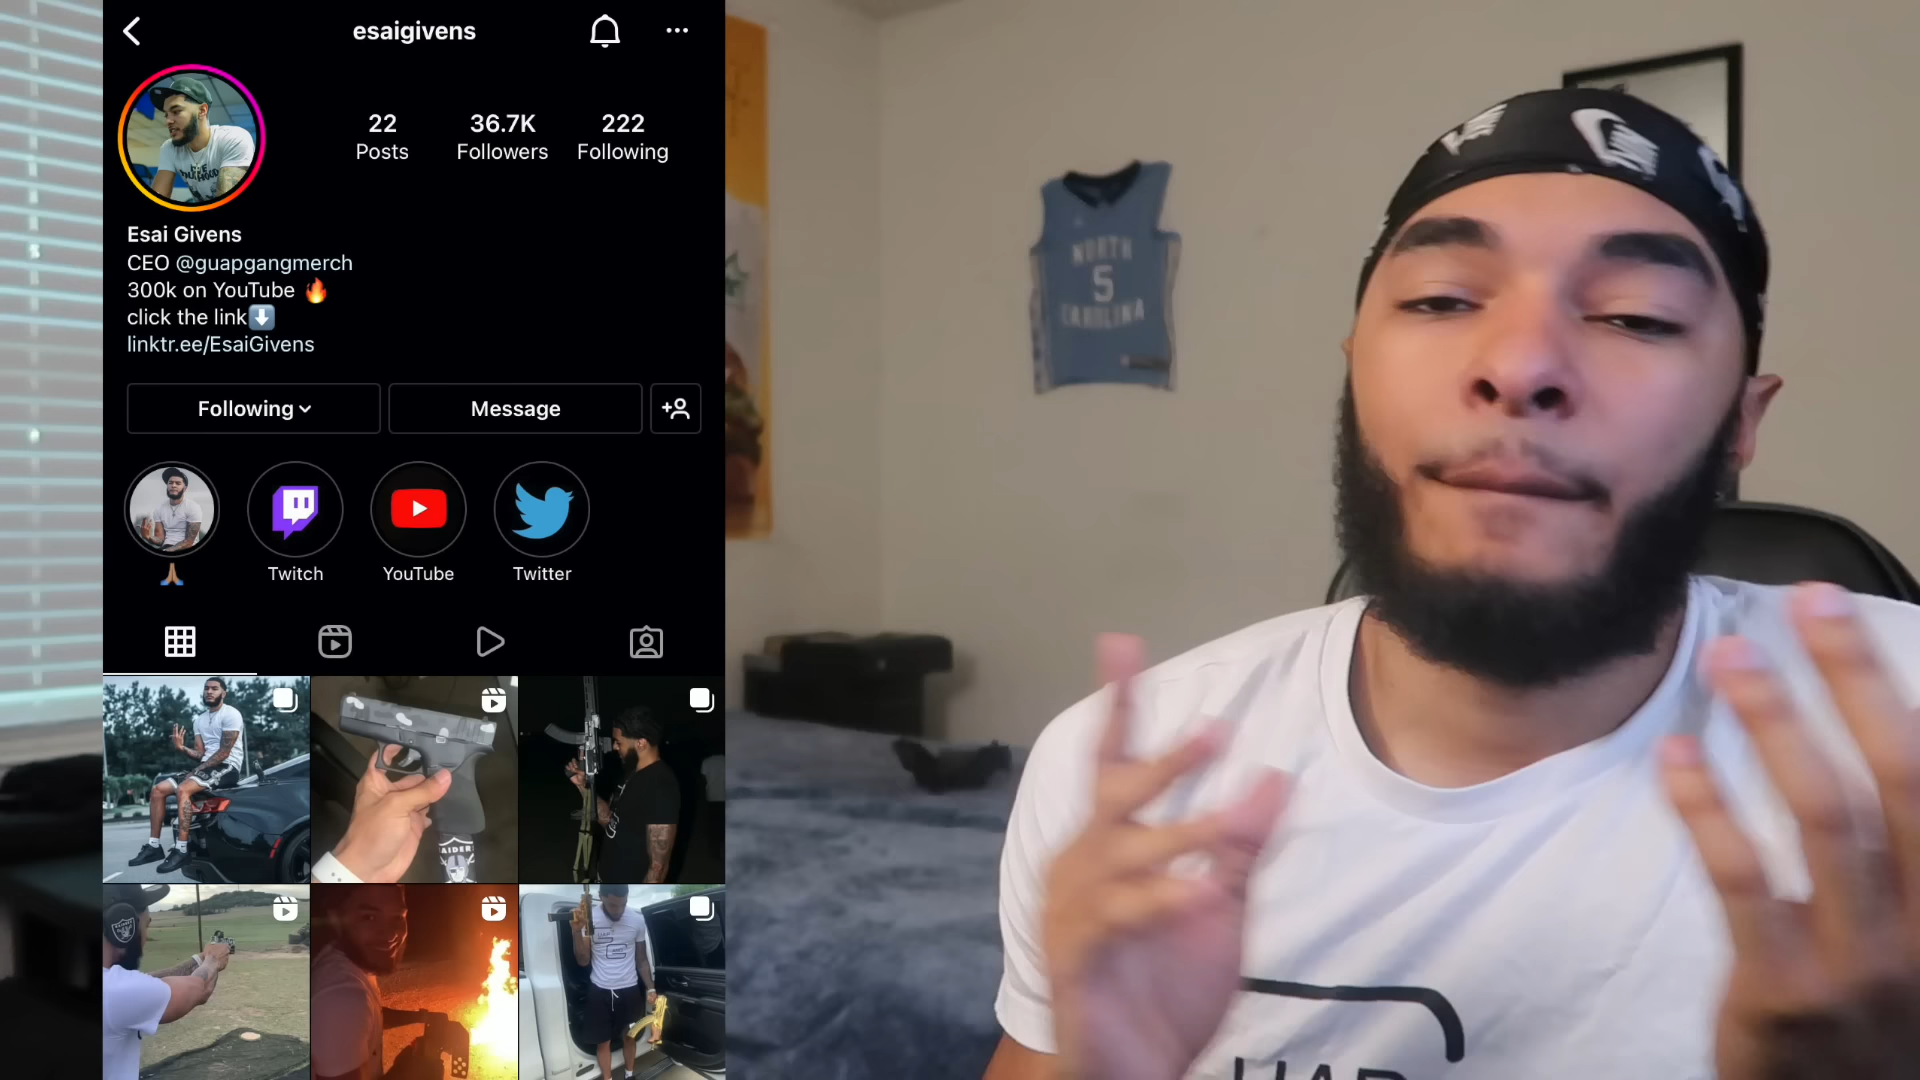 esaigivens
22
Posts
36.7K
Followers
222
Following
Esai Givens
CEO @guapgangmerch
300k on YouTube 🔥
click the link⬇️
linktr.ee/EsaiGivens
Following
Message
🙏🏽
Twitch
YouTube
Twitter
RAIDERS
NORTH
5
CAROLINA